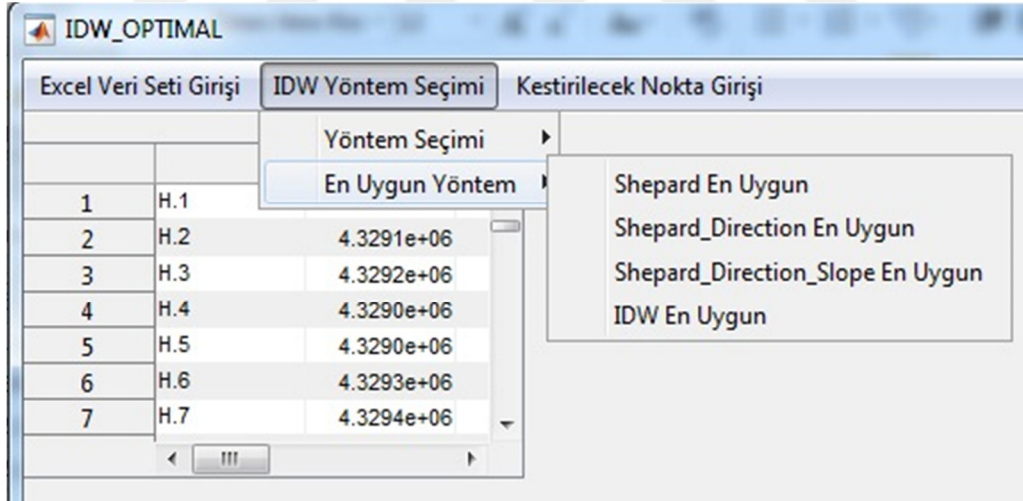 IDW_OPTIMAL
Excel Veri Seti Girişi IDW Yöntem Seçimi Kestirilecek Nokta Girişi
Yöntem Seçimi
En Uygun Yöntem
Shepard En Uygun
Shepard_Direction En Uygun
Shepard_Direction_Slope En Uygun
IDW En Uygun
1 H.1
2 H.2 4.3291e+06
3 H.3 4.3292e+06
4 H.4 4.3290e+06
5 H.5 4.3290e+06
6 H.6 4.3293e+06
7 H.7 4.3294e+06